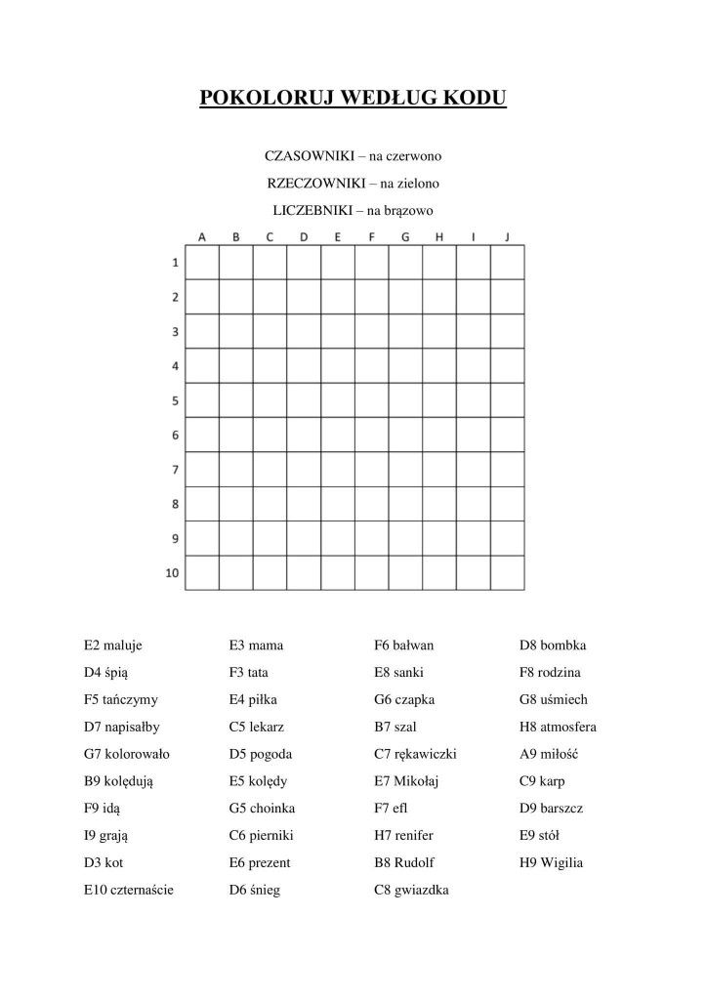 POKOLORUJ WEDŁUG KODU
CZASOWNIKI – na czerwono
RZECZOWNIKI – na zielono
LICZEBNIKI – na brązowo
A B C D E F G H I J
1
2
3
4
5
6
7
8
9
10
E2 maluje E3 mama F6 bałwan D8 bombka
D4 śpią F3 tata E8 sanki F8 rodzina
F5 tańczymy E4 piłka G6 czapka G8 uśmiech
D7 napisałby C5 lekarz B7 szal H8 atmosfera
G7 kolorowało D5 pogoda C7 rękawiczki A9 miłość
B9 kolędują E5 kolędy E7 Mikołaj C9 karp
F9 idą G5 choinka F7 efl D9 barszcz
I9 grają C6 pierniki H7 renifer E9 stół
D3 kot E6 prezent B8 Rudolf H9 Wigilia
E10 czternaście D6 śnieg C8 gwiazdka